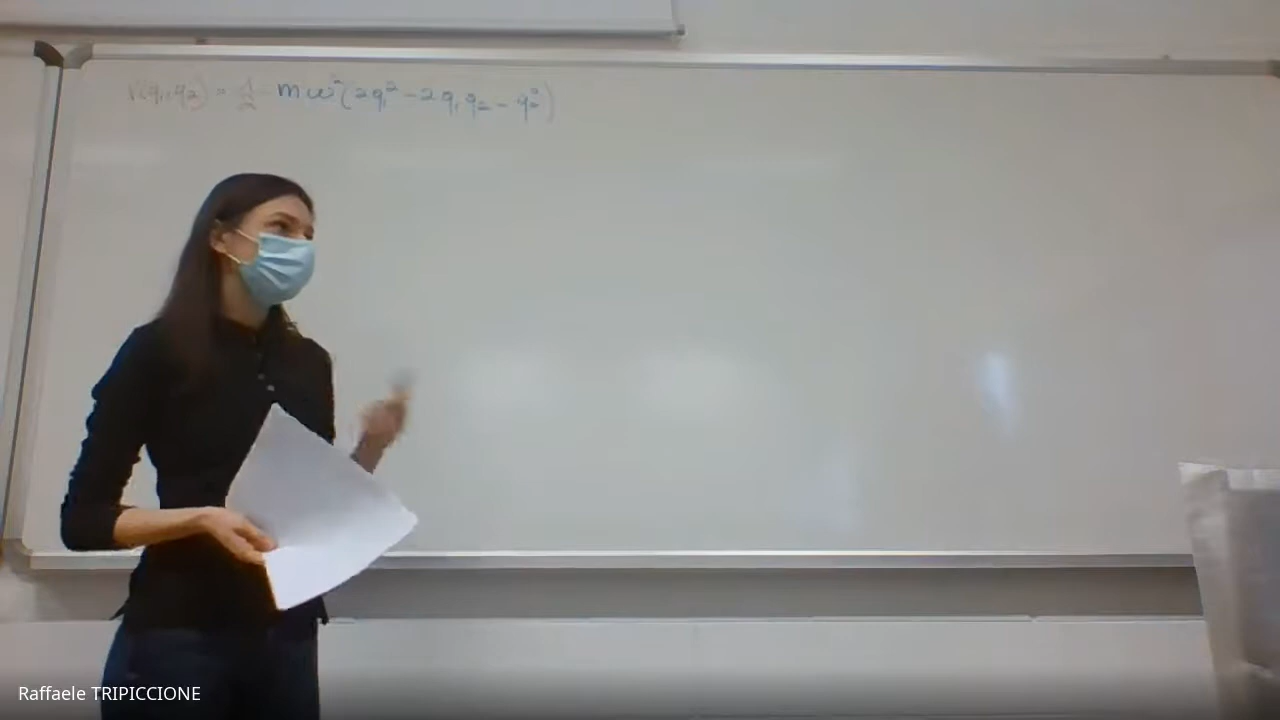 V(q₁,q₂) = 1/2 mω²(2q₁² - 2q₁q₂ - q₂²)
Raffaele TRIPICCIONE